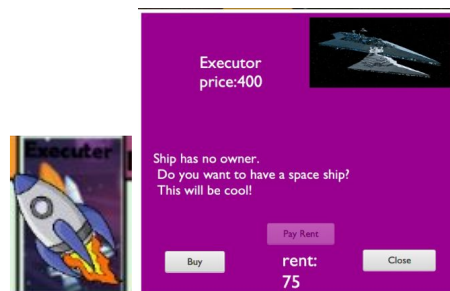 Executer
Executor
price:400
Ship has no owner.
Do you want to have a space ship?
This will be cool!
Pay Rent
Buy
rent:
75
Close